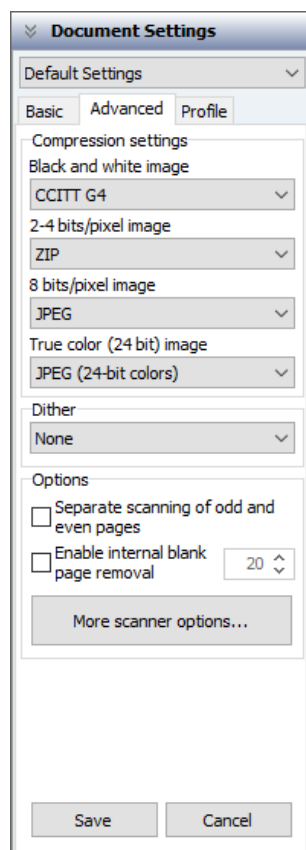 Document Settings
Default Settings
Basic Advanced Profile
Compression settings
Black and white image
CCITT G4
2-4 bits/pixel image
ZIP
8 bits/pixel image
JPEG
True color (24 bit) image
JPEG (24-bit colors)
Dither
None
Options
Separate scanning of odd and
even pages
Enable internal blank
page removal
20
More scanner options...
Save Cancel